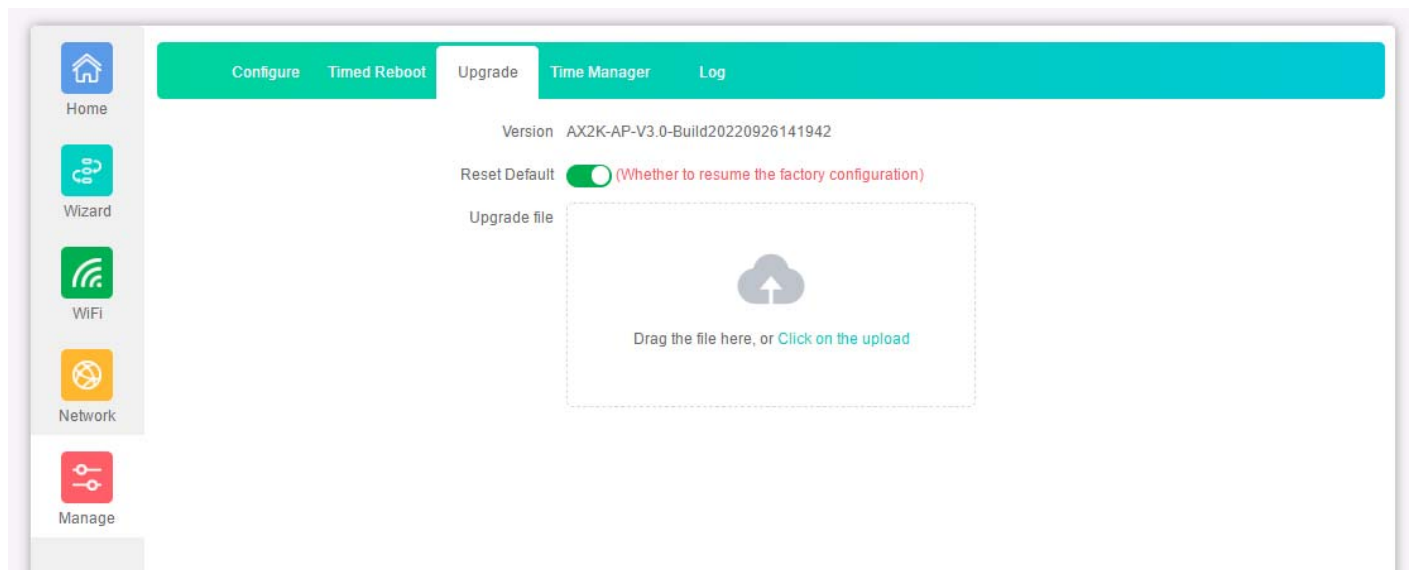 Home
Wizard
WiFi
Network
Manage
Configure Timed Reboot Upgrade Time Manager Log
Version AX2K-AP-V3.0-Build20220926141942
Reset Default (Whether to resume the factory configuration)
Upgrade file
Drag the file here, or Click on the upload